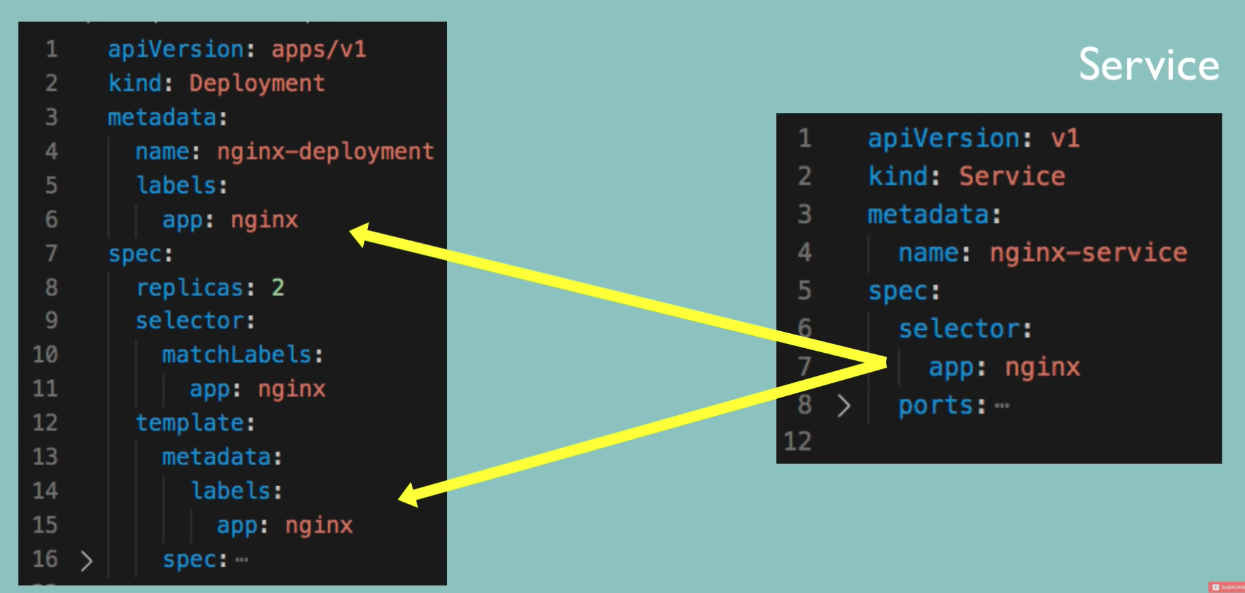 1 apiVersion: apps/v1
2 kind: Deployment
3 metadata:
4 name: nginx-deployment
5 labels:
6 app: nginx
7 spec:
8 replicas: 2
9 selector:
10 matchLabels:
11 app: nginx
12 template:
13 metadata:
14 labels:
15 app: nginx
16 > spec:…
Service
1 apiVersion: v1
2 kind: Service
3 metadata:
4 name: nginx-service
5 spec:
6 selector:
7 app: nginx
8 > ports:…
12